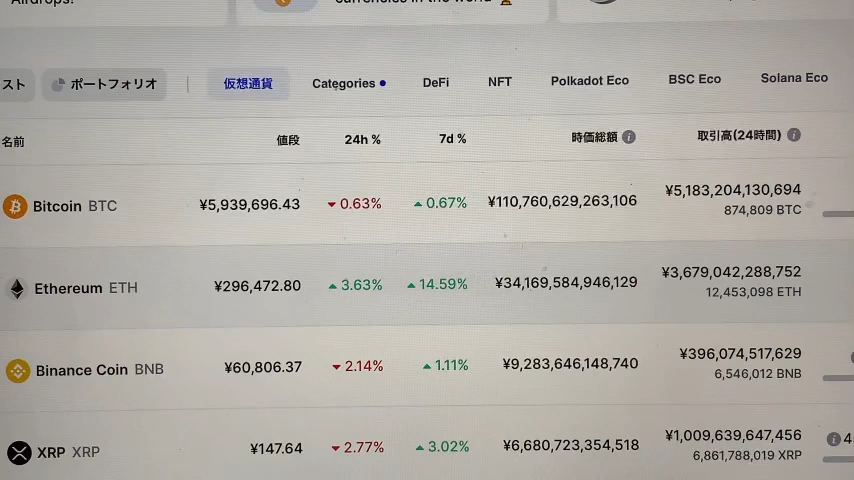 Airdrops!
currencies in the world
スト ポートフォリオ 仮想通貨 Categories DeFi NFT Polkadot Eco BSC Eco Solana Eco
名前 値段 24h % 7d % 時価総額 取引高(24時間)
Bitcoin BTC ¥5,939,696.43 0.63% 0.67% ¥110,760,629,263,106 ¥5,183,204,130,694
874,809 BTC
Ethereum ETH ¥296,472.80 3.63% 14.59% ¥34,169,584,946,129 ¥3,679,042,288,752
12,453,098 ETH
Binance Coin BNB ¥60,806.37 2.14% 1.11% ¥9,283,646,148,740 ¥396,074,517,629
6,546,012 BNB
XRP XRP ¥147.64 2.77% 3.02% ¥6,680,723,354,518 ¥1,009,639,647,456
6,861,788,019 XRP
4